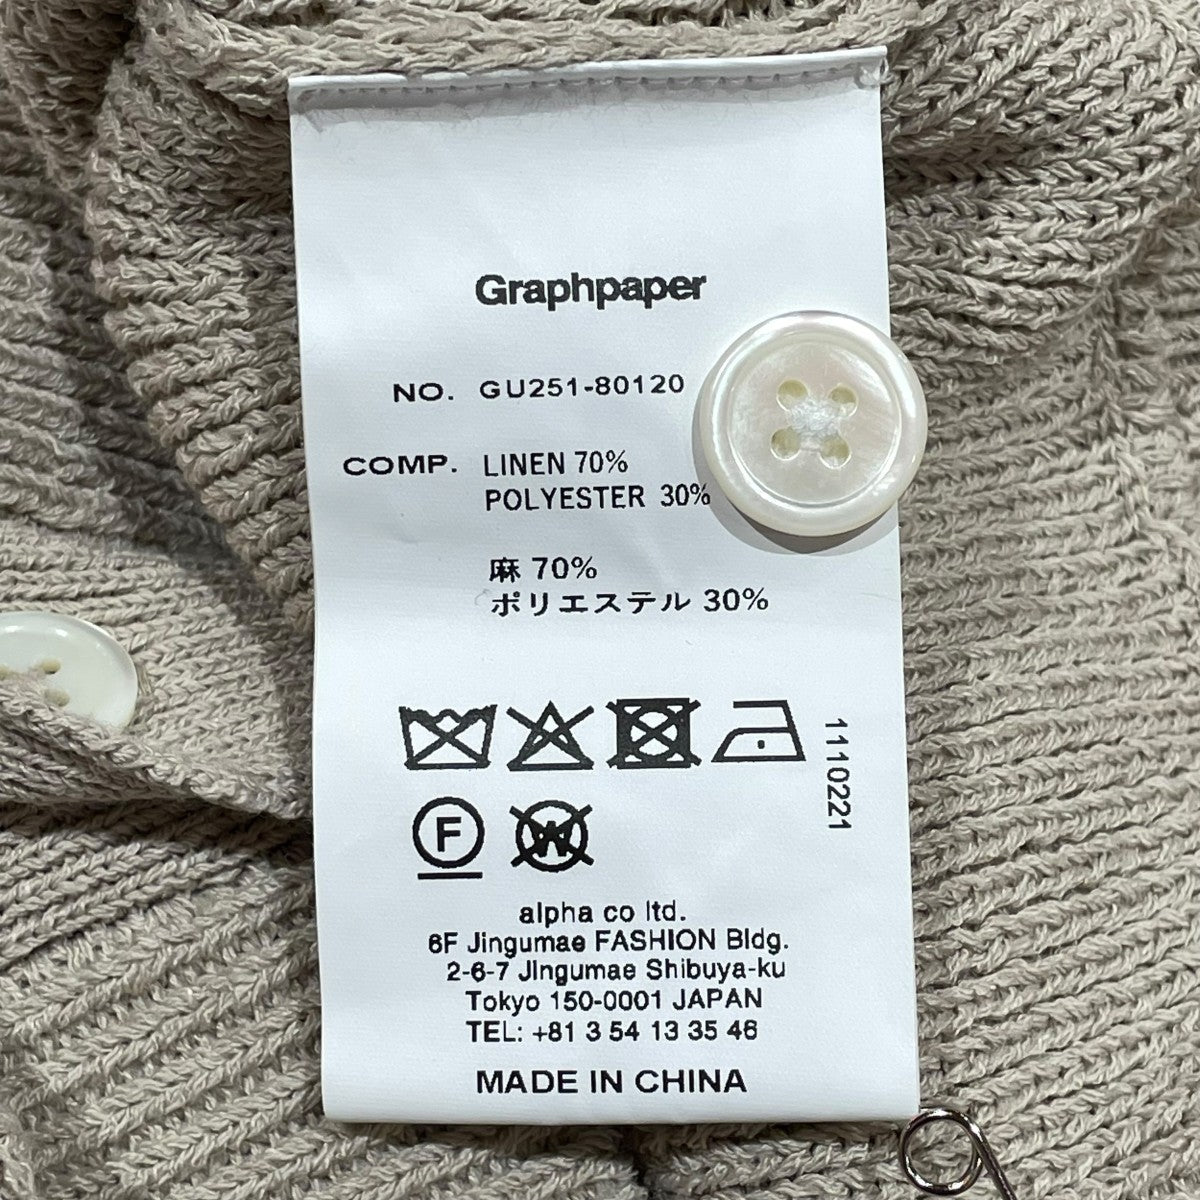 Graphpaper
NO. GU251-80120
COMP. LINEN 70%
POLYESTER 30%
麻 70%
ポリエステル 30%
1110221
F
W
alpha co ltd.
6F Jingumae FASHION Bldg.
2-6-7 Jingumae Shibuya-ku
Tokyo 150-0001 JAPAN
TEL: +81 3 54 13 35 46
MADE IN CHINA